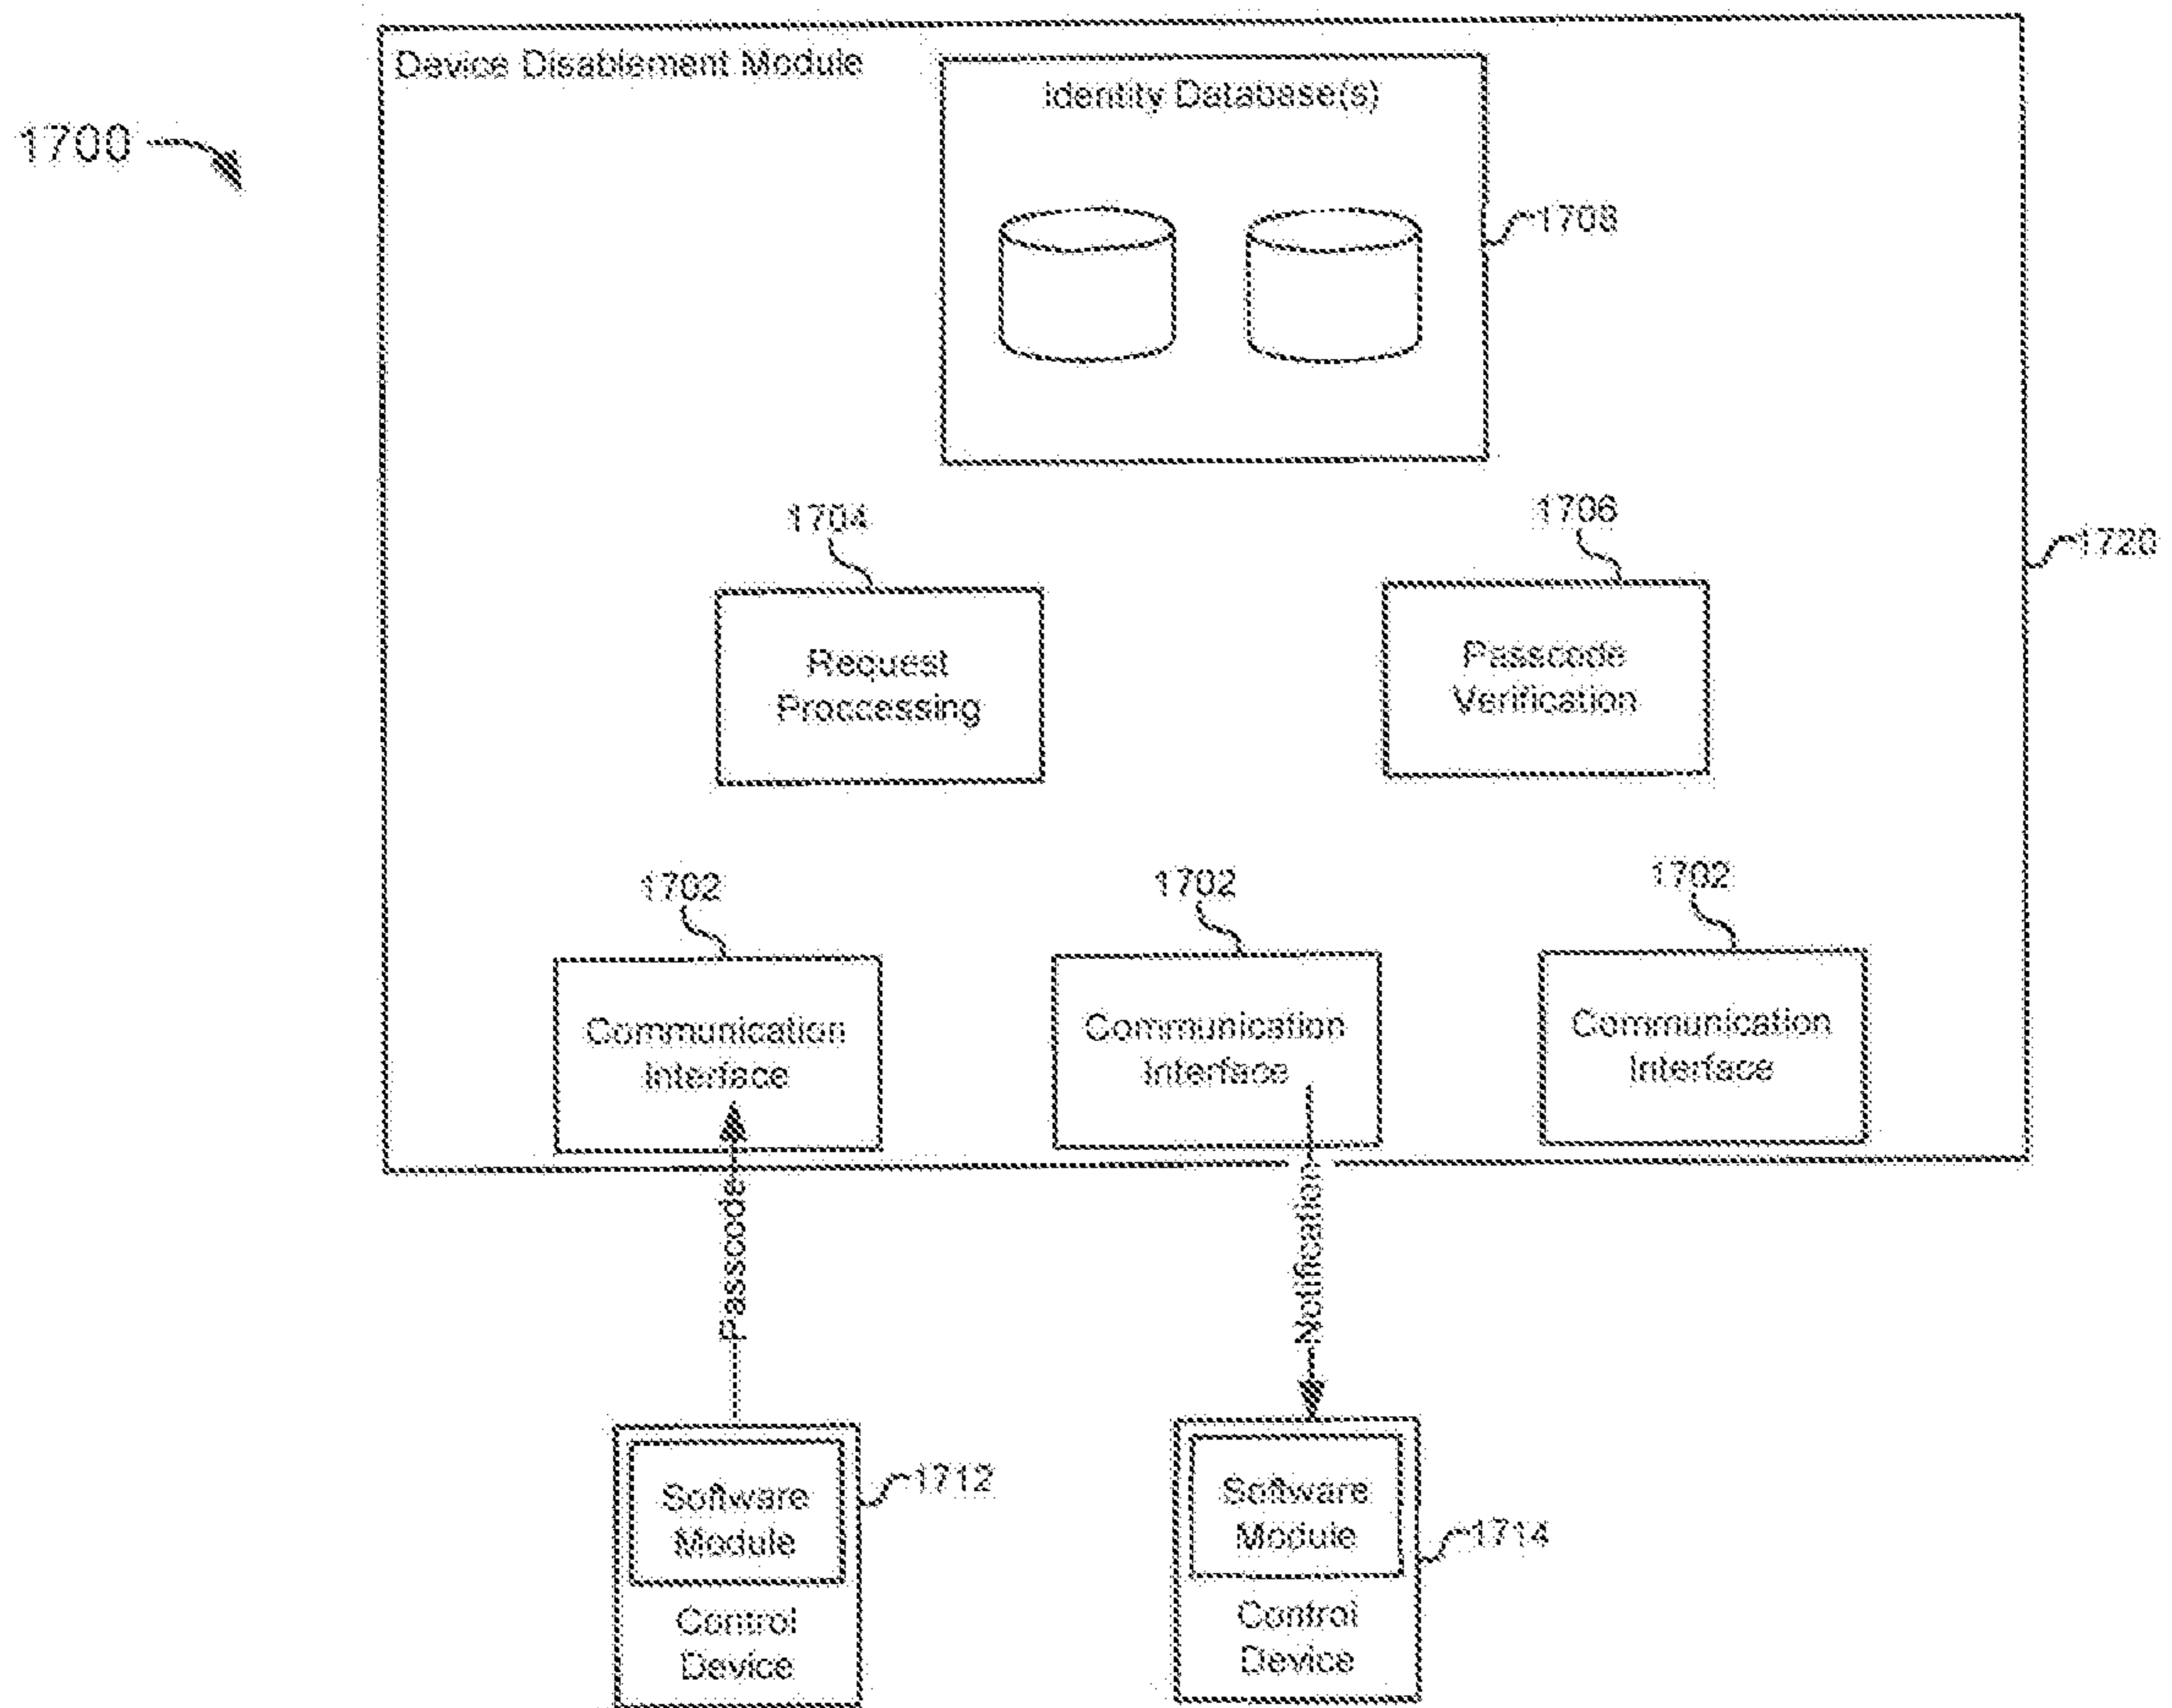 Device Disablement Module
Identity Database(s)
1700
1708
1704
1706
1720
Request
Proccessing
Passcode
Verification
1702
1702
1702
Communication
Interface
Communication
Interface
Communication
Interface
Passcode
Notification
Software
Module
Control
Device
1712
Software
Module
Control
Device
1714